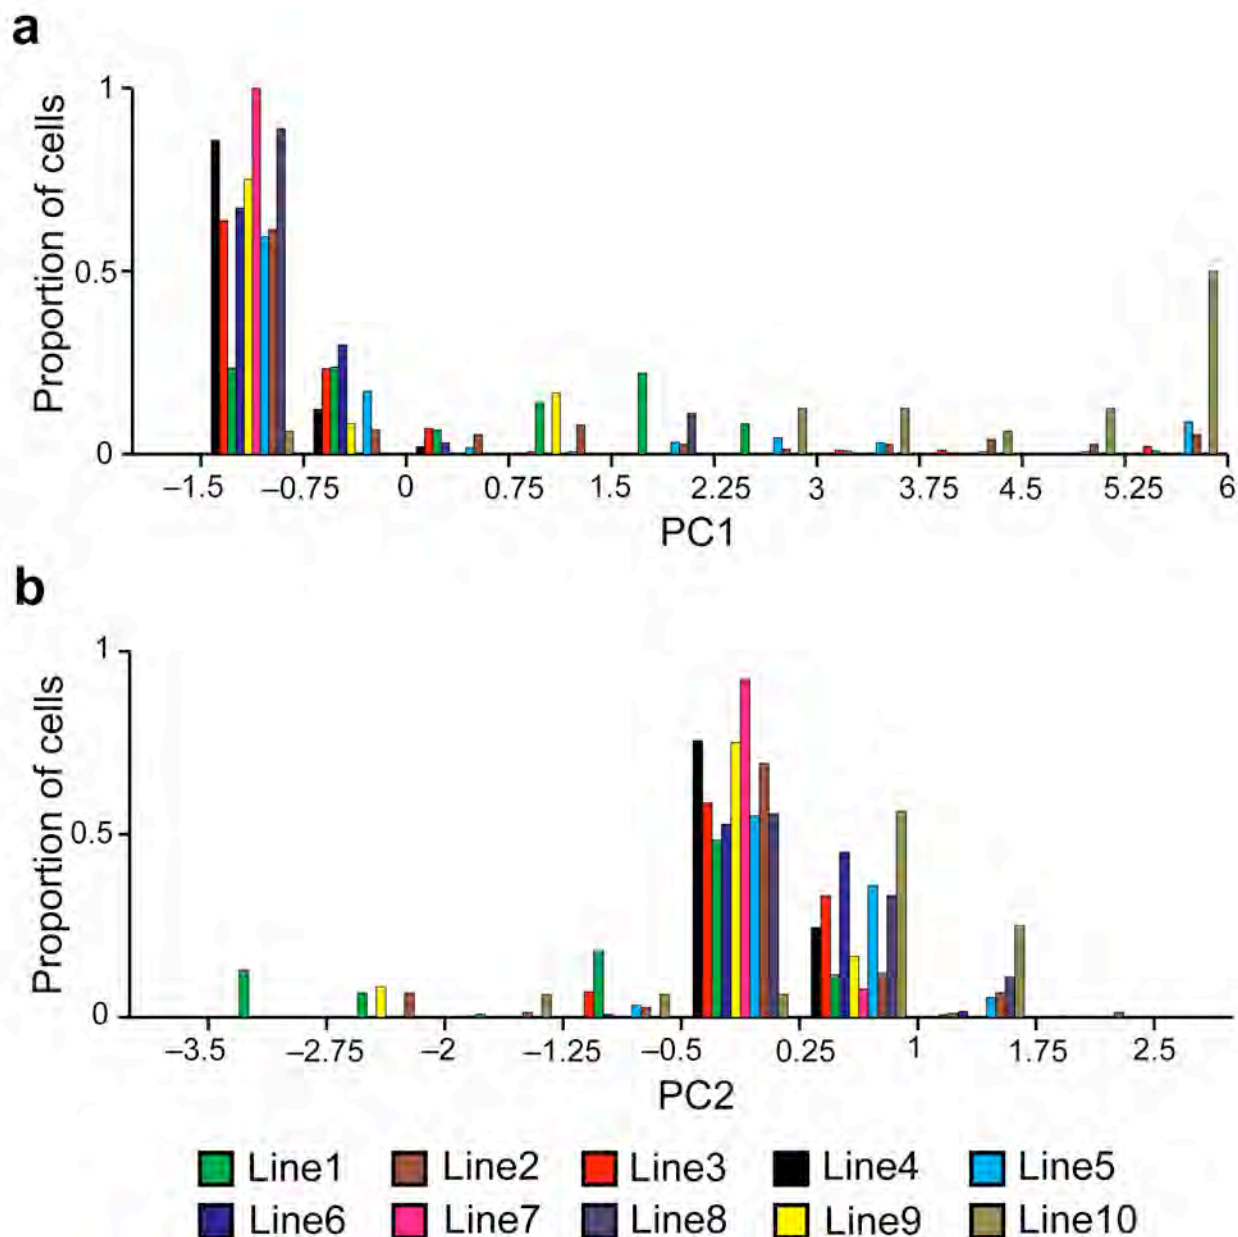 a
Proportion of cells
1
0.5
0
–1.5 –0.75 0 0.75 1.5 2.25 3 3.75 4.5 5.25 6
PC1
b
Proportion of cells
1
0.5
0
–3.5 –2.75 –2 –1.25 –0.5 0.25 1 1.75 2.5
PC2
Line1 Line2 Line3 Line4 Line5
Line6 Line7 Line8 Line9 Line10